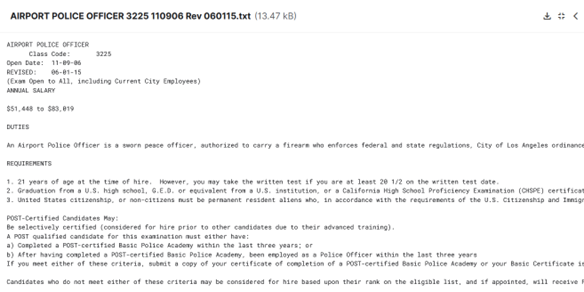 AIRPORT POLICE OFFICER 3225 110906 Rev 060115.txt (13.47 kB)
AIRPORT POLICE OFFICER
Class Code: 3225
Open Date: 11-09-06
REVISED: 06-01-15
(Exam Open to All, including Current City Employees)
ANNUAL SALARY
$51,448 to $83,019
DUTIES
An Airport Police Officer is a sworn peace officer, authorized to carry a firearm who enforces federal and state regulations, City of Los Angeles ordinance
REQUIREMENTS
1. 21 years of age at the time of hire. However, you may take the written test if you are at least 20 1/2 on the written test date.
2. Graduation from a U.S. high school, G.E.D. or equivalent from a U.S. institution, or a California High School Proficiency Examination (CHSPE) certificat
3. United States citizenship, or non-citizens must be permanent resident aliens who, in accordance with the requirements of the U.S. Citizenship and Immig
POST-Certified Candidates May:
Be selectively certified (considered for hire prior to other candidates due to their advanced training).
A POST qualified candidate for this examination must either have:
a) Completed a POST-certified Basic Police Academy within the last three years; or
b) After having completed a POST-certified Basic Police Academy, been employed as a Police Officer within the last three years
If you meet either of these criteria, submit a copy of your certificate of completion of a POST-certified Basic Police Academy or your Basic Certificate is
Candidates who do not meet either of these criteria may be considered for hire based upon their rank on the eligible list, and if appointed, will receive